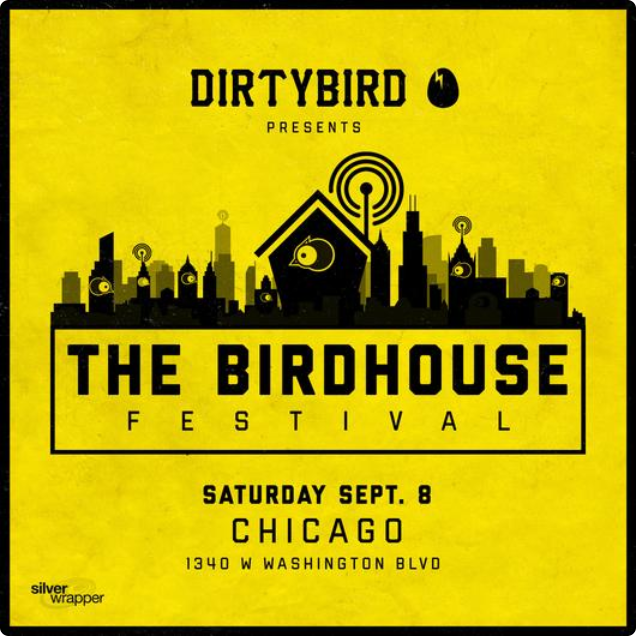 DIRTYBIRD
PRESENTS
THE BIRDHOUSE
FESTIVAL
SATURDAY SEPT. 8
CHICAGO
1340 W WASHINGTON BLVD
silver
wrapper